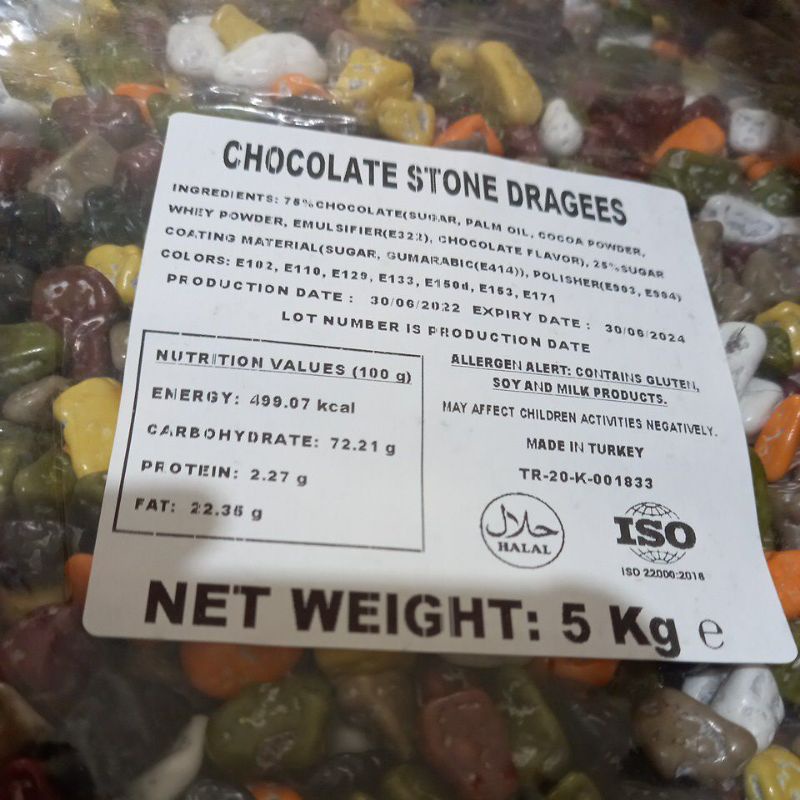 CHOCOLATE STONE DRAGEES
INGREDIENTS: 75%CHOCOLATE(SUGAR, PALM OIL, COCOA POWDER,
WHEY POWDER, EMULSIFIER(E322), CHOCOLATE FLAVOR), 25%SUGAR
COATING MATERIAL(SUGAR, GUMARABIC(E414)), POLISHER(E903, E904)
COLORS: E102, E110, E129, E133, E150d, E153, E171
PRODUCTION DATE : 30/06/2022 EXPIRY DATE : 30/06/2024
LOT NUMBER IS PRODUCTION DATE
NUTRITION VALUES (100 g)
ENERGY: 499.07 kcal
CARBOHYDRATE: 72.21 g
PROTEIN: 2.27 g
FAT: 22.35 g
ALLERGEN ALERT: CONTAINS GLUTEN,
SOY AND MILK PRODUCTS.
MAY AFFECT CHILDREN ACTIVITIES NEGATIVELY.
MADE IN TURKEY
TR-20-K-001833
حلال
HALAL
ISO
ISO 22000:2018
NET WEIGHT: 5 Kg e